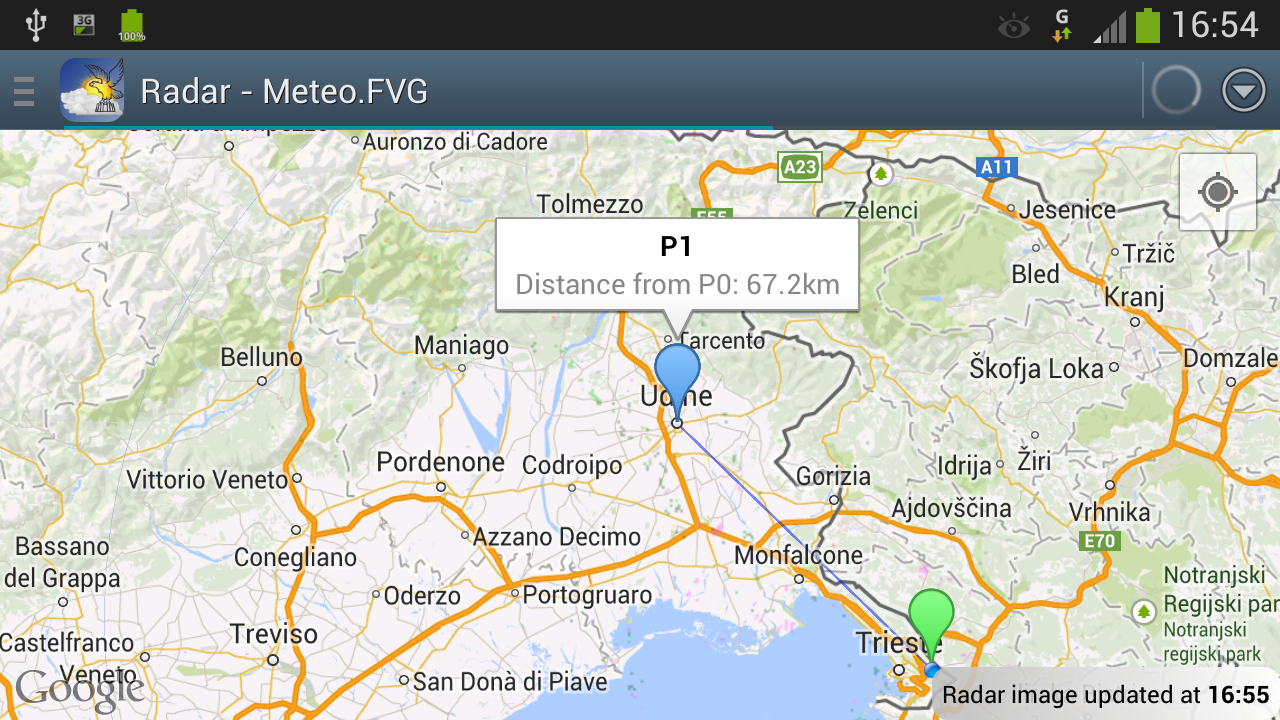 3G
100%
G
16:54
Radar - Meteo.FVG
Auronzo di Cadore
A23
A11
Tolmezzo
E55
Zelenci
Jesenice
P1
Distance from P0: 67.2km
Bled
Tržič
Kranj
Tarcento
Maniago
Belluno
Škofja Loka
Domzale
Udine
Pordenone
Codroipo
Gorizia
Idrija
Žiri
Vittorio Veneto
Ajdovščina
Vrhnika
Azzano Decimo
E70
Bassano
del Grappa
Conegliano
Monfalcone
Notranjski
Regijski par
Notranjski
regijski park
Oderzo
Portogruaro
Castelfranco
Veneto
Treviso
Trieste
San Donà di Piave
Google
Radar image updated at 16:55